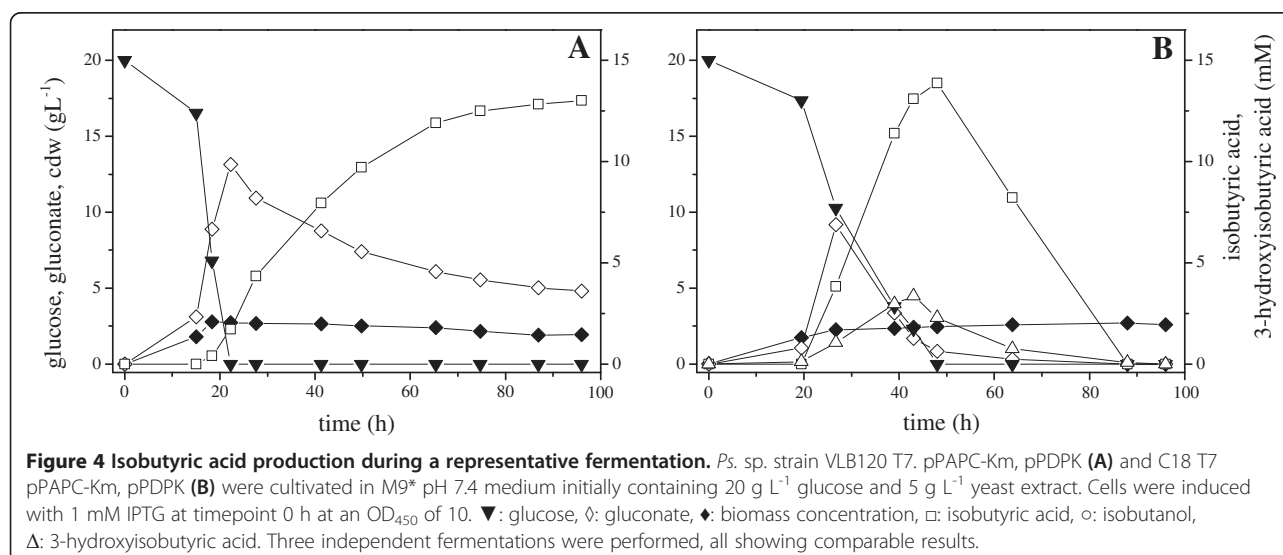 A
B
20
15
10
5
0
15
10
5
0
20
15
10
5
0
15
10
5
0
0 20 40 60 80 100
0 20 40 60 80 100
glucose, gluconate, cdw (gL⁻¹)
isobutyric acid,
3-hydroxyisobutyric acid (mM)
time (h)
time (h)
Figure 4 Isobutyric acid production during a representative fermentation. Ps. sp. strain VLB120 T7. pPAPC-Km, pPDPK (A) and C18 T7
pPAPC-Km, pPDPK (B) were cultivated in M9* pH 7.4 medium initially containing 20 g L⁻¹ glucose and 5 g L⁻¹ yeast extract. Cells were induced
with 1 mM IPTG at timepoint 0 h at an OD₄₅₀ of 10. ▼: glucose, ◊: gluconate, ♦: biomass concentration, □: isobutyric acid, ○: isobutanol,
Δ: 3-hydroxyisobutyric acid. Three independent fermentations were performed, all showing comparable results.